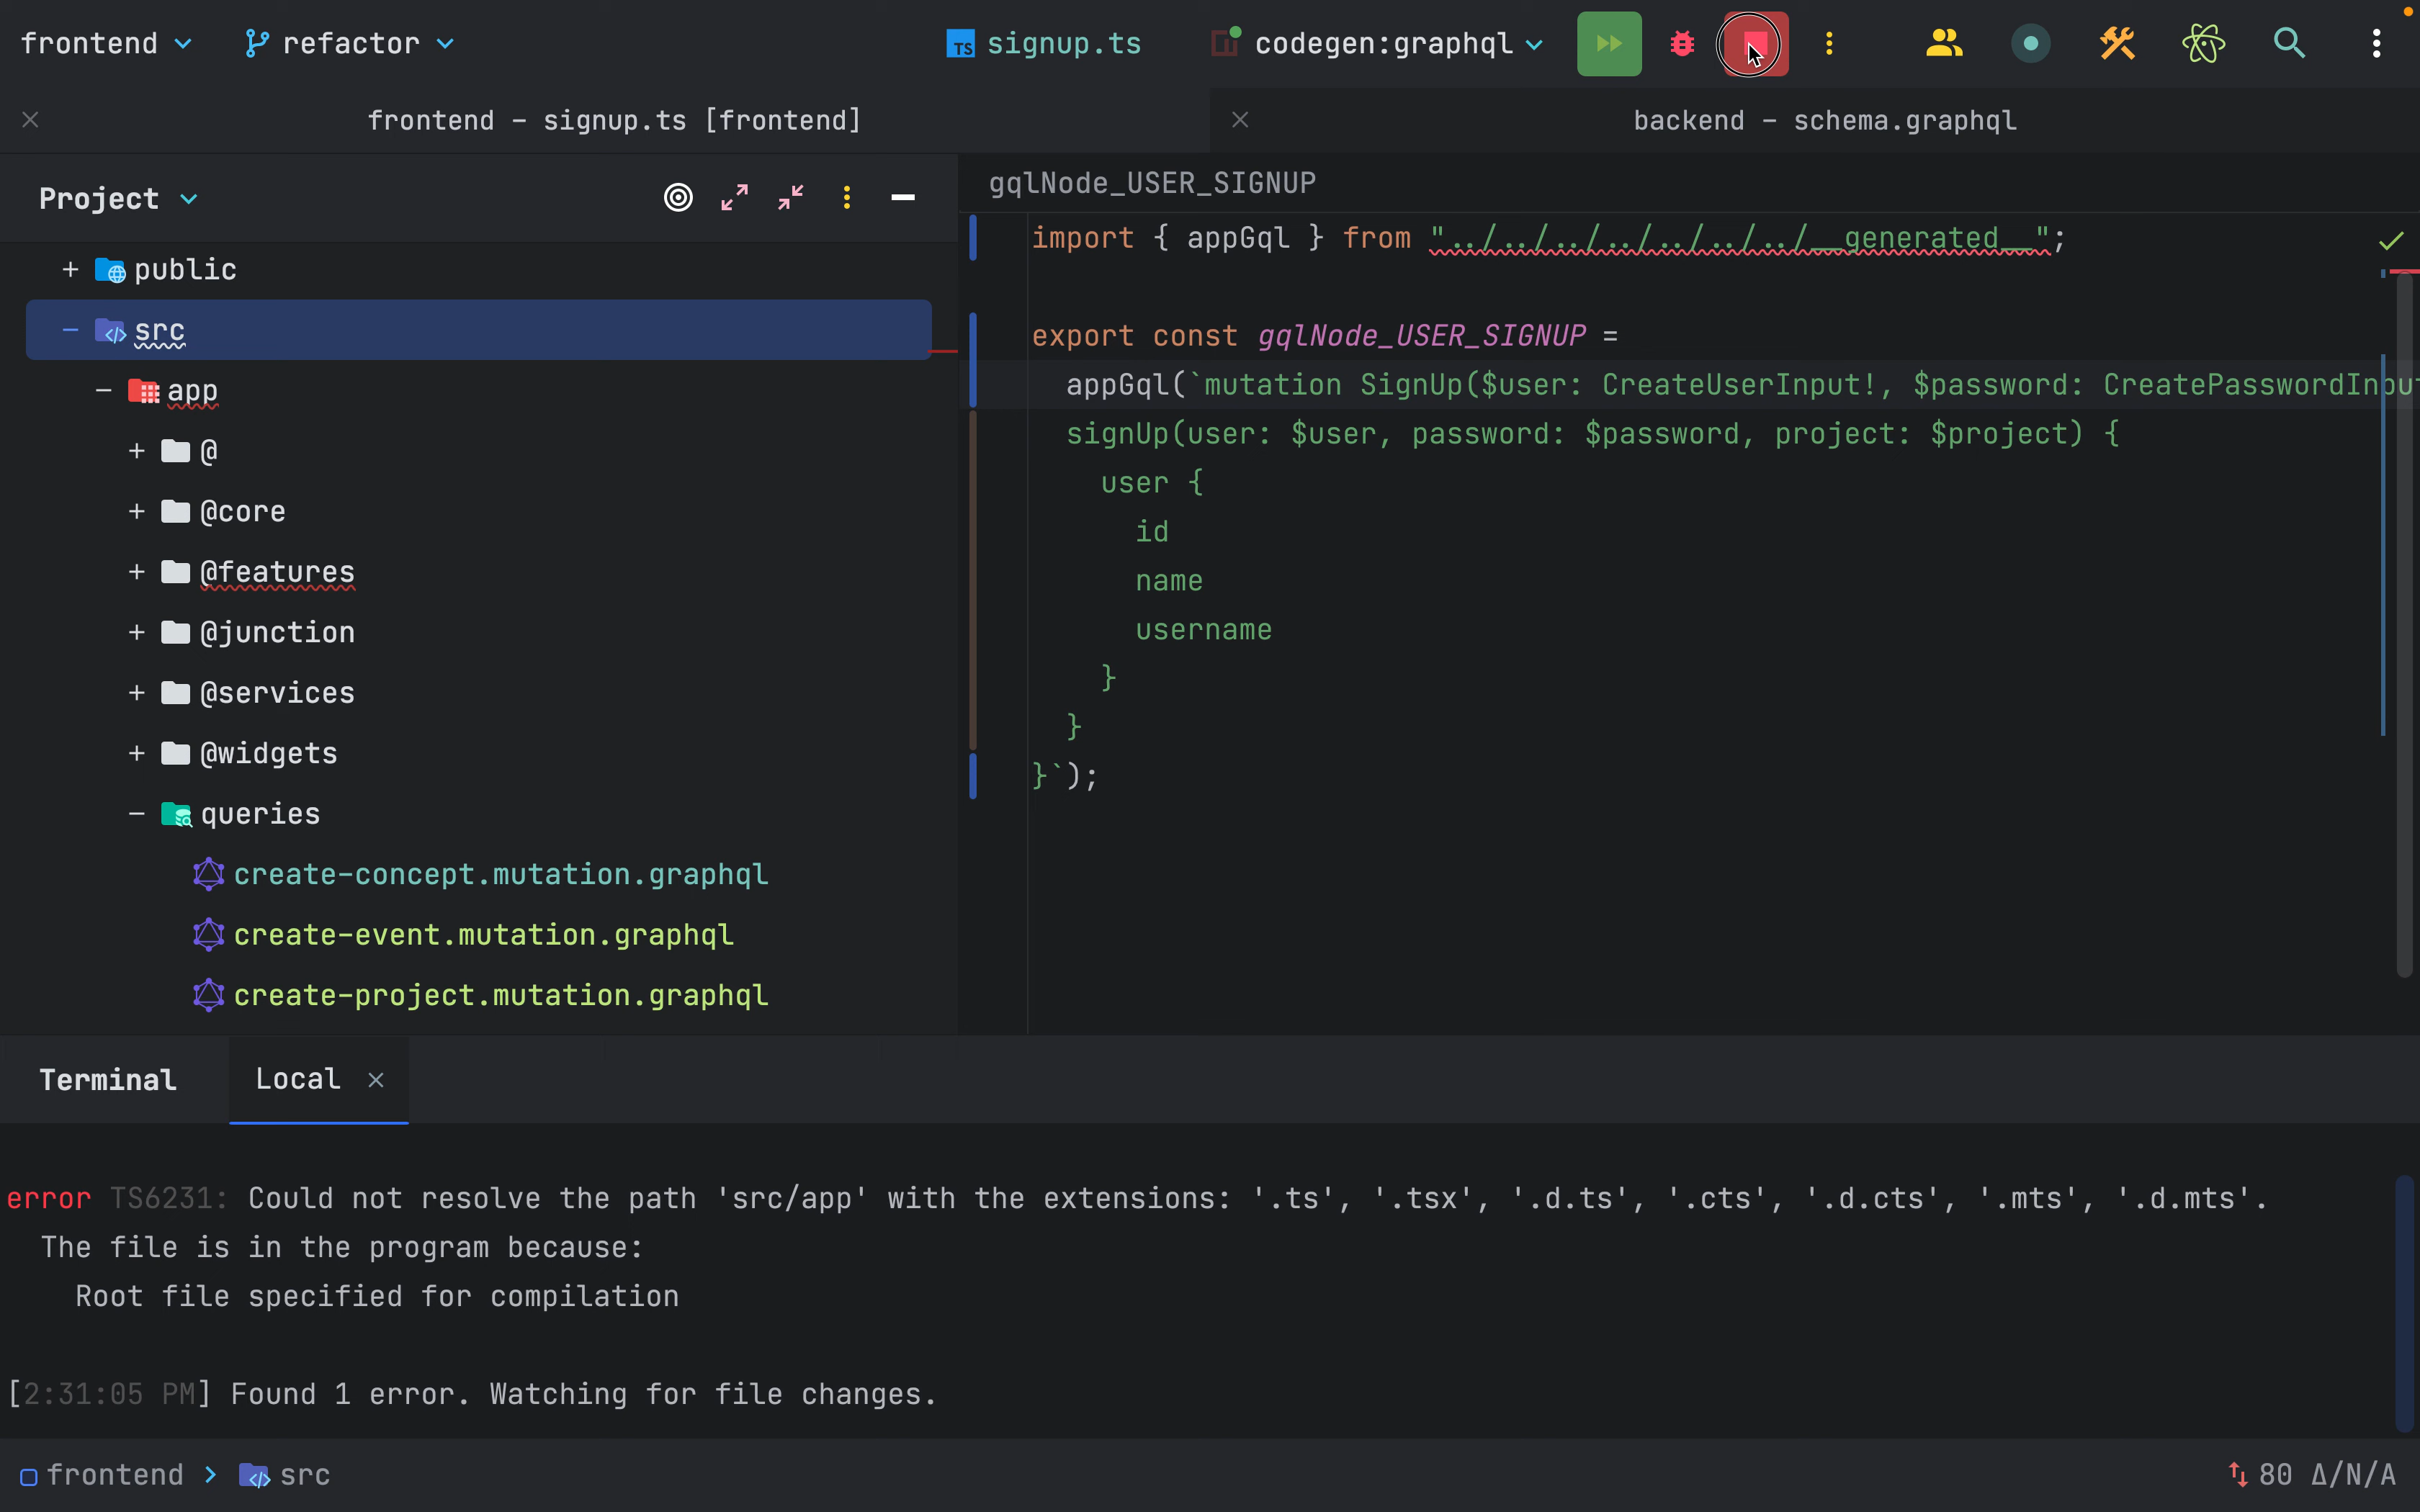 frontend
refactor
signup.ts
codegen:graphql
frontend – signup.ts [frontend]
backend – schema.graphql
Project
public
src
app
@
@core
@features
@junction
@services
@widgets
queries
create-concept.mutation.graphql
create-event.mutation.graphql
create-project.mutation.graphql
gqlNode_USER_SIGNUP
import { appGql } from "../../../../../../../__generated__";
export const gqlNode_USER_SIGNUP =
appGql(`mutation SignUp($user: CreateUserInput!, $password: CreatePasswordInput
signUp(user: $user, password: $password, project: $project) {
user {
id
name
username
}
}
}`);
Terminal
Local
error TS6231: Could not resolve the path 'src/app' with the extensions: '.ts', '.tsx', '.d.ts', '.cts', '.d.cts', '.mts', '.d.mts'.
The file is in the program because:
Root file specified for compilation
[2:31:05 PM] Found 1 error. Watching for file changes.
frontend > src
80 Δ/N/A